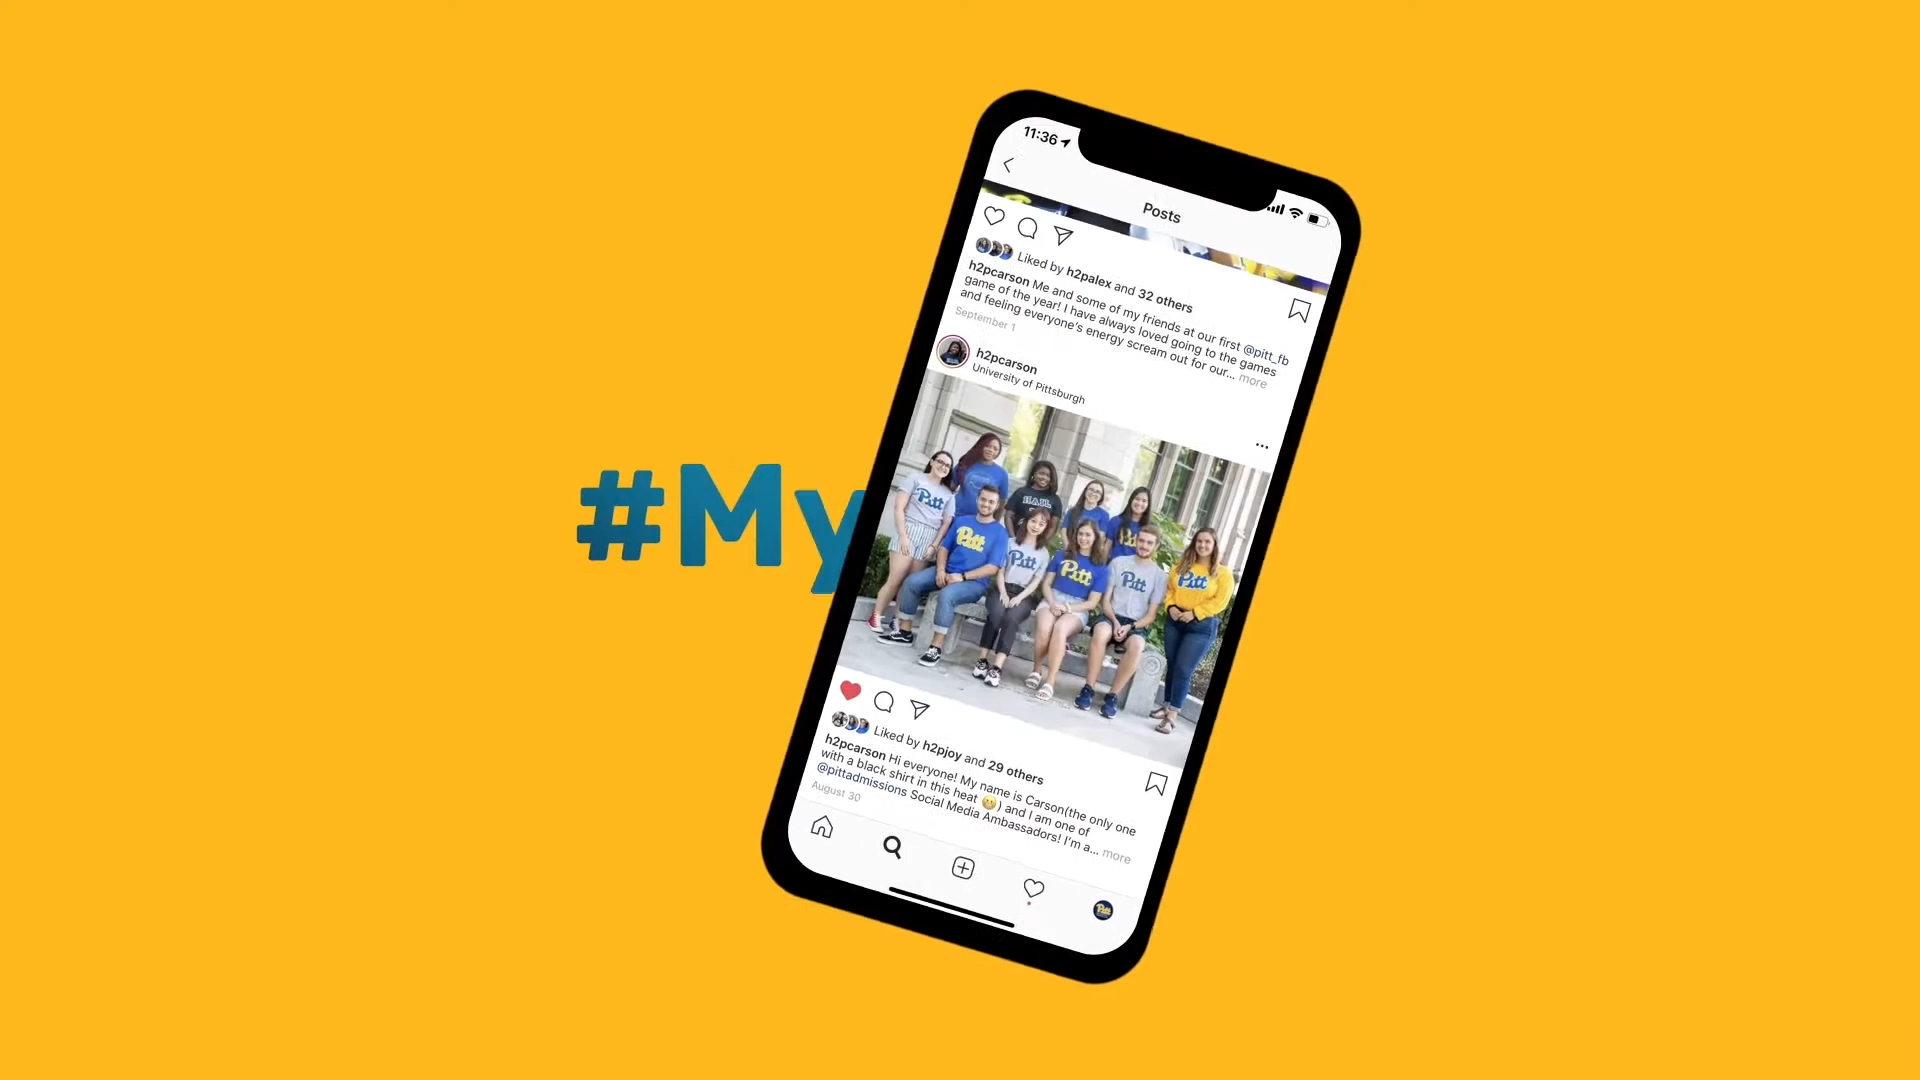 #My
11:36
Posts
Liked by h2palex and 32 others
h2pcarson Me and some of my friends at our first @pitt_fb
game of the year! I have always loved going to the games
and feeling everyone's energy scream out for our... more
September 1
h2pcarson
University of Pittsburgh
Pitt
HAIL
Pitt
Pitt
Pitt
Pitt
Pitt
Pitt
Liked by h2pjoy and 29 others
h2pcarson Hi everyone! My name is Carson(the only one
with a black shirt in this heat 😬) and I am one of
@pittadmissions Social Media Ambassadors! I'm a... more
August 30
Pitt